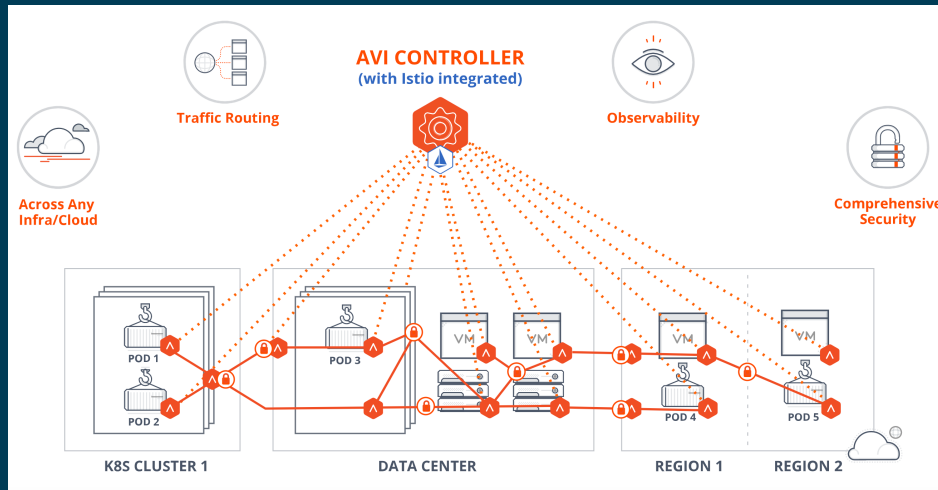 AVI CONTROLLER
(with Istio integrated)
Traffic Routing
Observability
Across Any
Infra/Cloud
Comprehensive
Security
POD 1
POD 2
POD 3
VM
VM
VM
VM
POD 4
POD 5
K8S CLUSTER 1
DATA CENTER
REGION 1
REGION 2